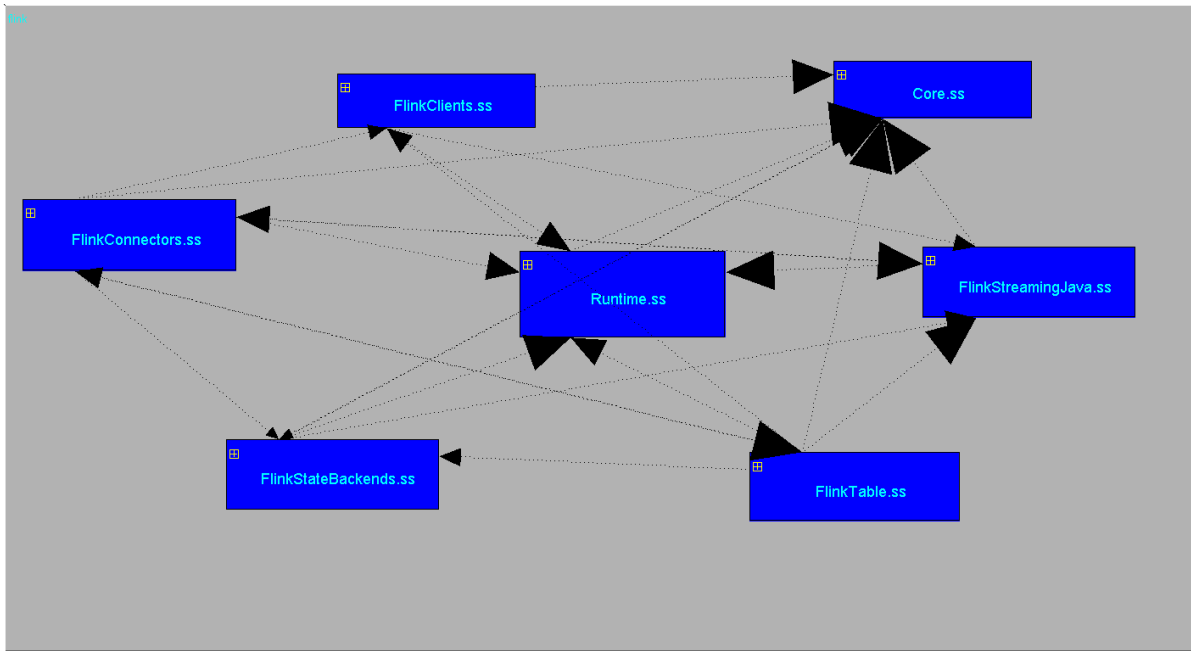 FlinkClients.ss
Core.ss
FlinkConnectors.ss
Runtime.ss
FlinkStreamingJava.ss
FlinkStateBackends.ss
FlinkTable.ss